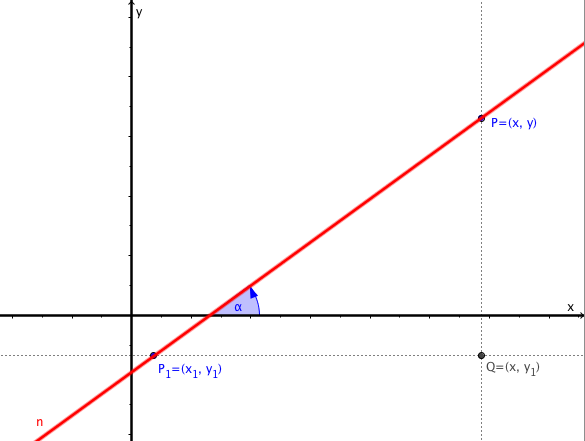 y
P=(x, y)
x
α
P₁=(x₁, y₁)
Q=(x, y₁)
n